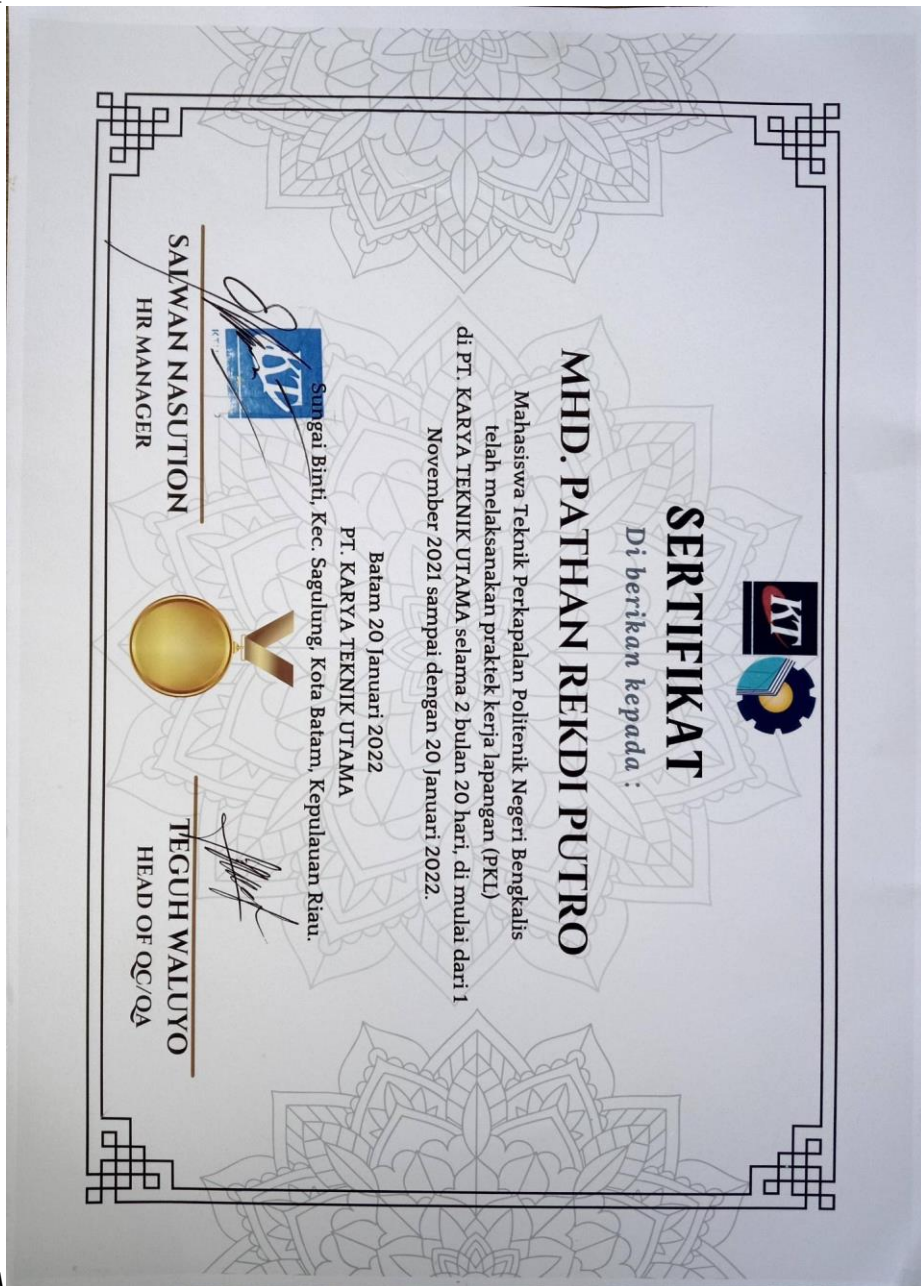 KT
SERTIFIKAT
Di berikan kepada :
MHD. PATHAN REKDI PUTRO
Mahasiswa Teknik Perkapalan Politenik Negeri Bengkalis
telah melaksanakan praktek kerja lapangan (PKL)
di PT. KARYA TEKNIK UTAMA selama 2 bulan 20 hari, di mulai dari 1
November 2021 sampai dengan 20 Januari 2022.
Batam 20 Januari 2022
PT. KARYA TEKNIK UTAMA
Sungai Binti, Kec. Sagulung, Kota Batam, Kepulauan Riau.
KT
SALWAN NASUTION
HR MANAGER
TEGUH WALUYO
HEAD OF QC/QA